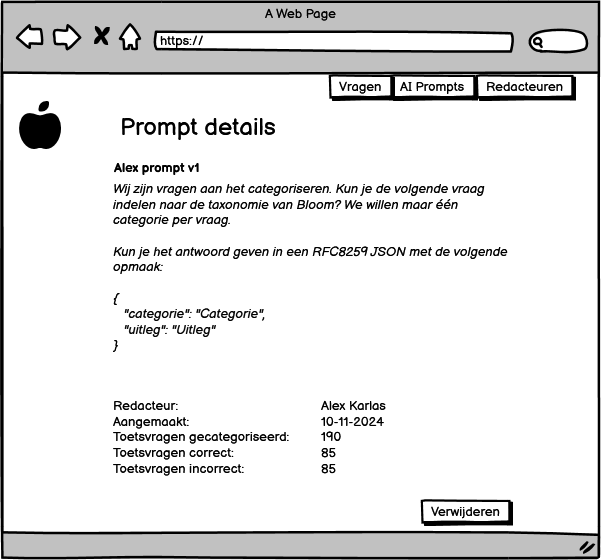 A Web Page
https://
Vragen
AI Prompts
Redacteuren
Prompt details
Alex prompt v1
Wij zijn vragen aan het categoriseren. Kun je de volgende vraag
indelen naar de taxonomie van Bloom? We willen maar één
categorie per vraag.
Kun je het antwoord geven in een RFC8259 JSON met de volgende
opmaak:
{
"categorie": "Categorie",
"uitleg": "Uitleg"
}
Redacteur: Alex Karlas
Aangemaakt: 10-11-2024
Toetsvragen gecategoriseerd: 190
Toetsvragen correct: 85
Toetsvragen incorrect: 85
Verwijderen